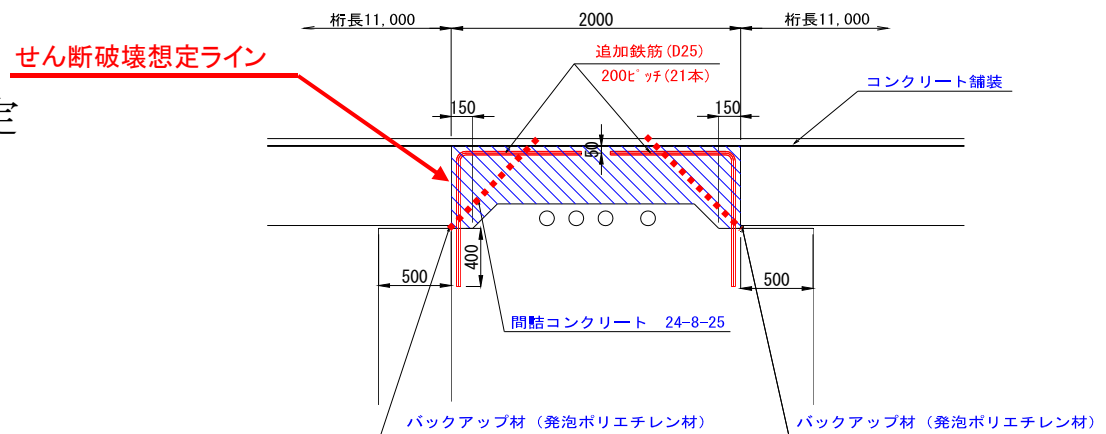 桁長11,000
2000
桁長11,000
せん断破壊想定ライン
追加鉄筋(D25)
200ﾋﾟｯﾁ(21本)
コンクリート舗装
定
150
150
50
400
500
500
間詰コンクリート 24-8-25
バックアップ材(発泡ポリエチレン材)
バックアップ材(発泡ポリエチレン材)